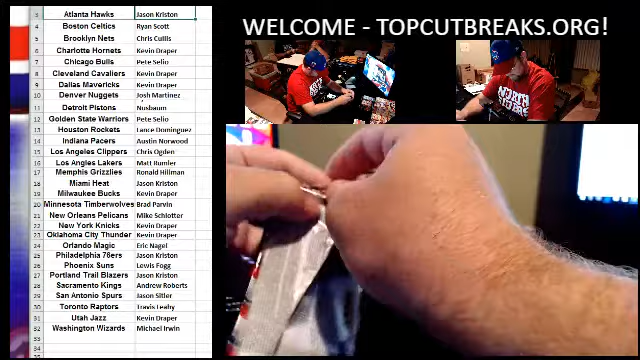 WELCOME - TOPCUTBREAKS.ORG!
3 Atlanta Hawks Jason Kriston
4 Boston Celtics Ryan Scott
5 Brooklyn Nets Chris Cullis
6 Charlotte Hornets Kevin Draper
7 Chicago Bulls Pete Selio
8 Cleveland Cavaliers Kevin Draper
9 Dallas Mavericks Kevin Draper
10 Denver Nuggets Josh Martinez
11 Detroit Pistons Nusbaum
12 Golden State Warriors Pete Selio
13 Houston Rockets Lance Dominguez
14 Indiana Pacers Austin Norwood
15 Los Angeles Clippers Chris Ogden
16 Los Angeles Lakers Matt Rumler
17 Memphis Grizzlies Ronald Hillman
18 Miami Heat Jason Kriston
19 Milwaukee Bucks Kevin Draper
20 Minnesota Timberwolves Brad Parvin
21 New Orleans Pelicans Mike Schlotter
22 New York Knicks Kevin Draper
23 Oklahoma City Thunder Kevin Draper
24 Orlando Magic Eric Nagel
25 Philadelphia 76ers Jason Kriston
26 Phoenix Suns Lewis Fogg
27 Portland Trail Blazers Jason Kriston
28 Sacramento Kings Andrew Roberts
29 San Antonio Spurs Jason Sitler
30 Toronto Raptors Travis Leahy
31 Utah Jazz Kevin Draper
32 Washington Wizards Michael Irwin
33
34
35